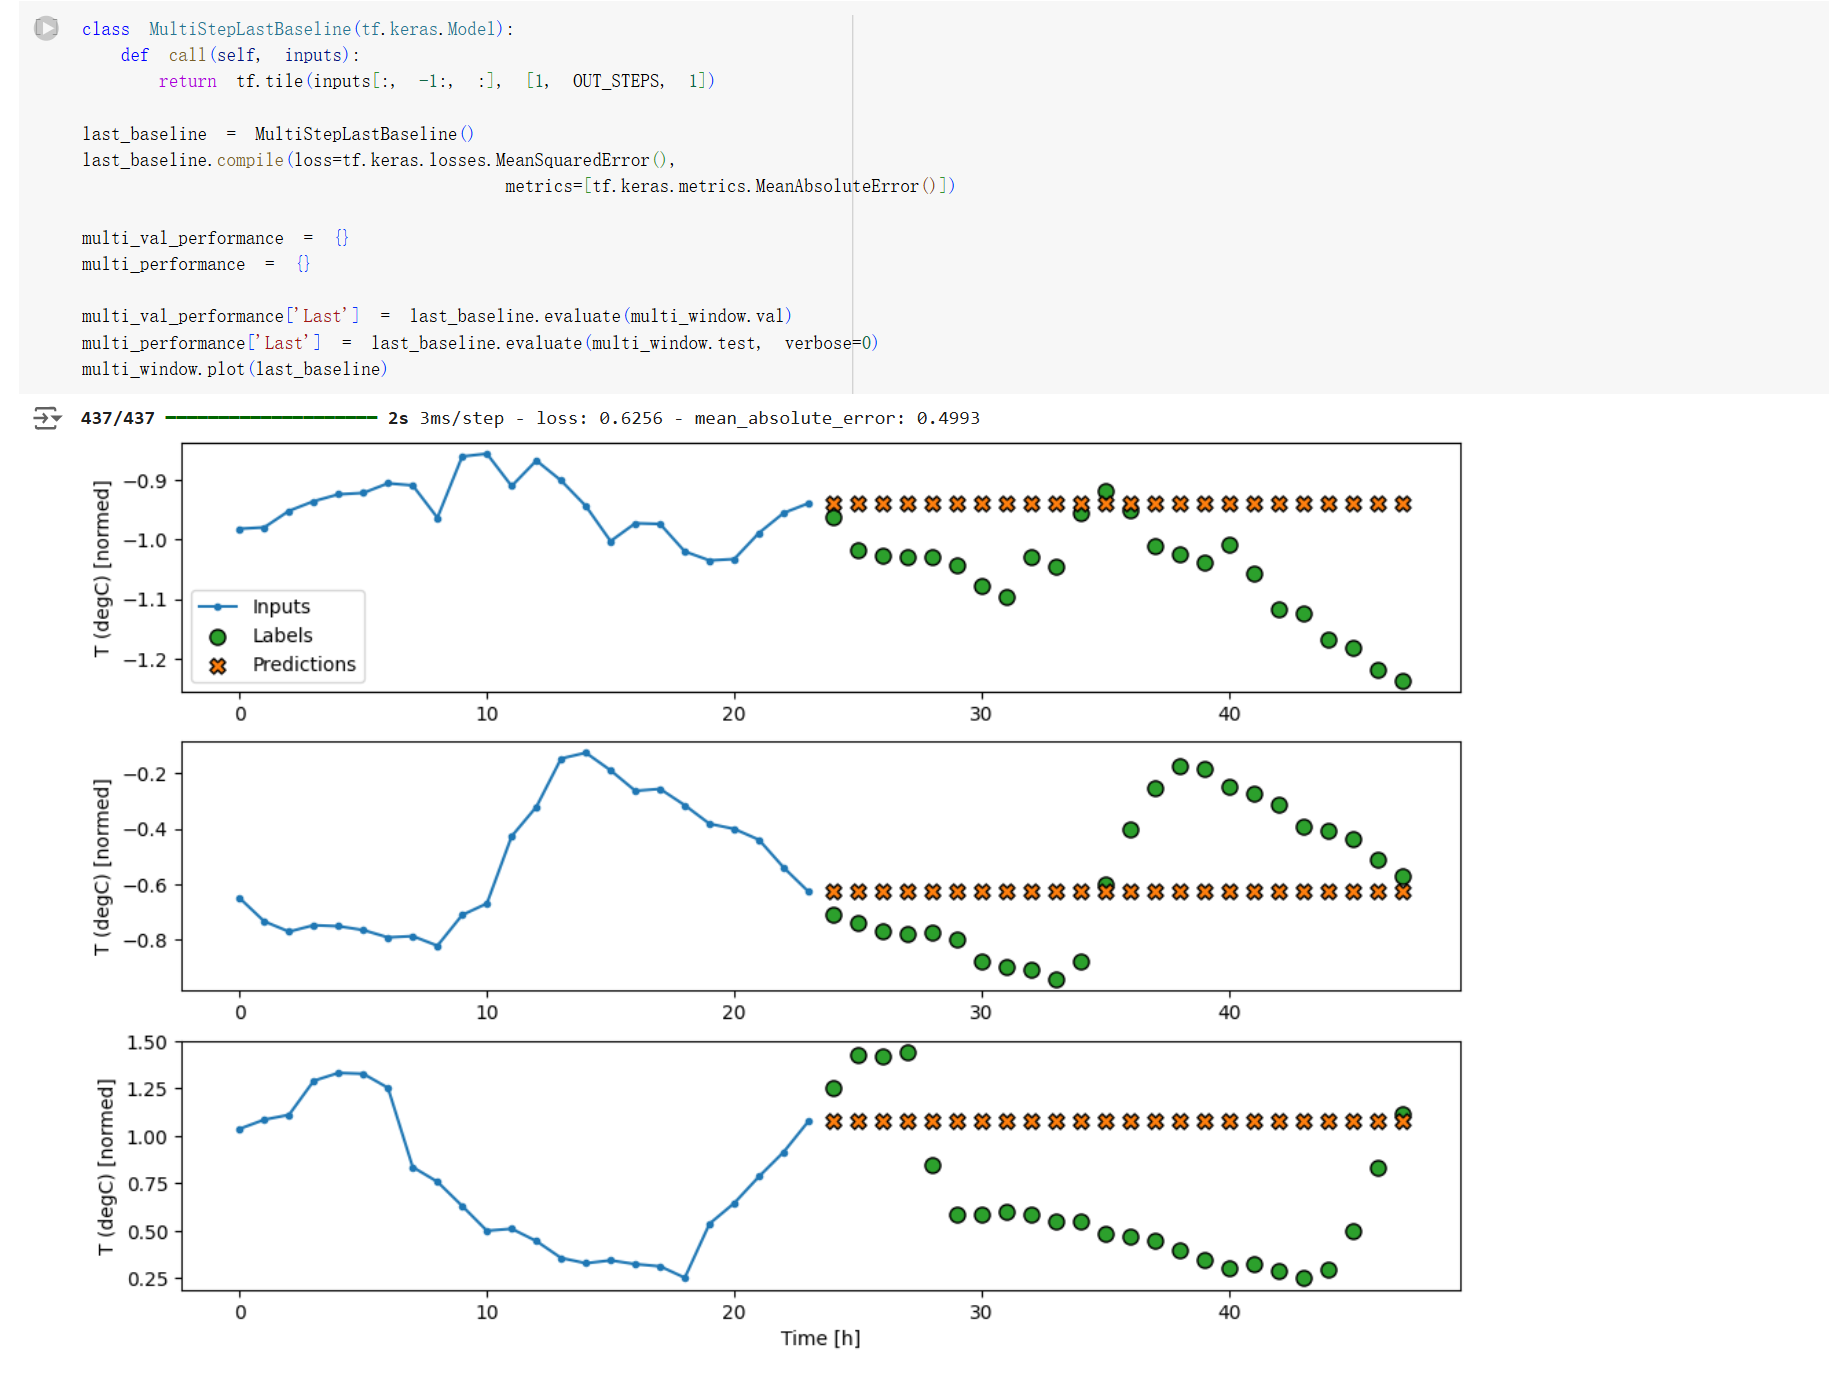 class MultiStepLastBaseline(tf.keras.Model):
    def call(self, inputs):
        return tf.tile(inputs[:, -1:, :], [1, OUT_STEPS, 1])

last_baseline = MultiStepLastBaseline()
last_baseline.compile(loss=tf.keras.losses.MeanSquaredError(),
                      metrics=[tf.keras.metrics.MeanAbsoluteError()])

multi_val_performance = {}
multi_performance = {}

multi_val_performance['Last'] = last_baseline.evaluate(multi_window.val)
multi_performance['Last'] = last_baseline.evaluate(multi_window.test, verbose=0)
multi_window.plot(last_baseline)
437/437 2s 3ms/step - loss: 0.6256 - mean_absolute_error: 0.4993
T (degC) [normed]
−0.9
−1.0
−1.1
−1.2
Inputs
Labels
Predictions
0 10 20 30 40
T (degC) [normed]
−0.2
−0.4
−0.6
−0.8
0 10 20 30 40
T (degC) [normed]
1.50
1.25
1.00
0.75
0.50
0.25
0 10 20 30 40
Time [h]